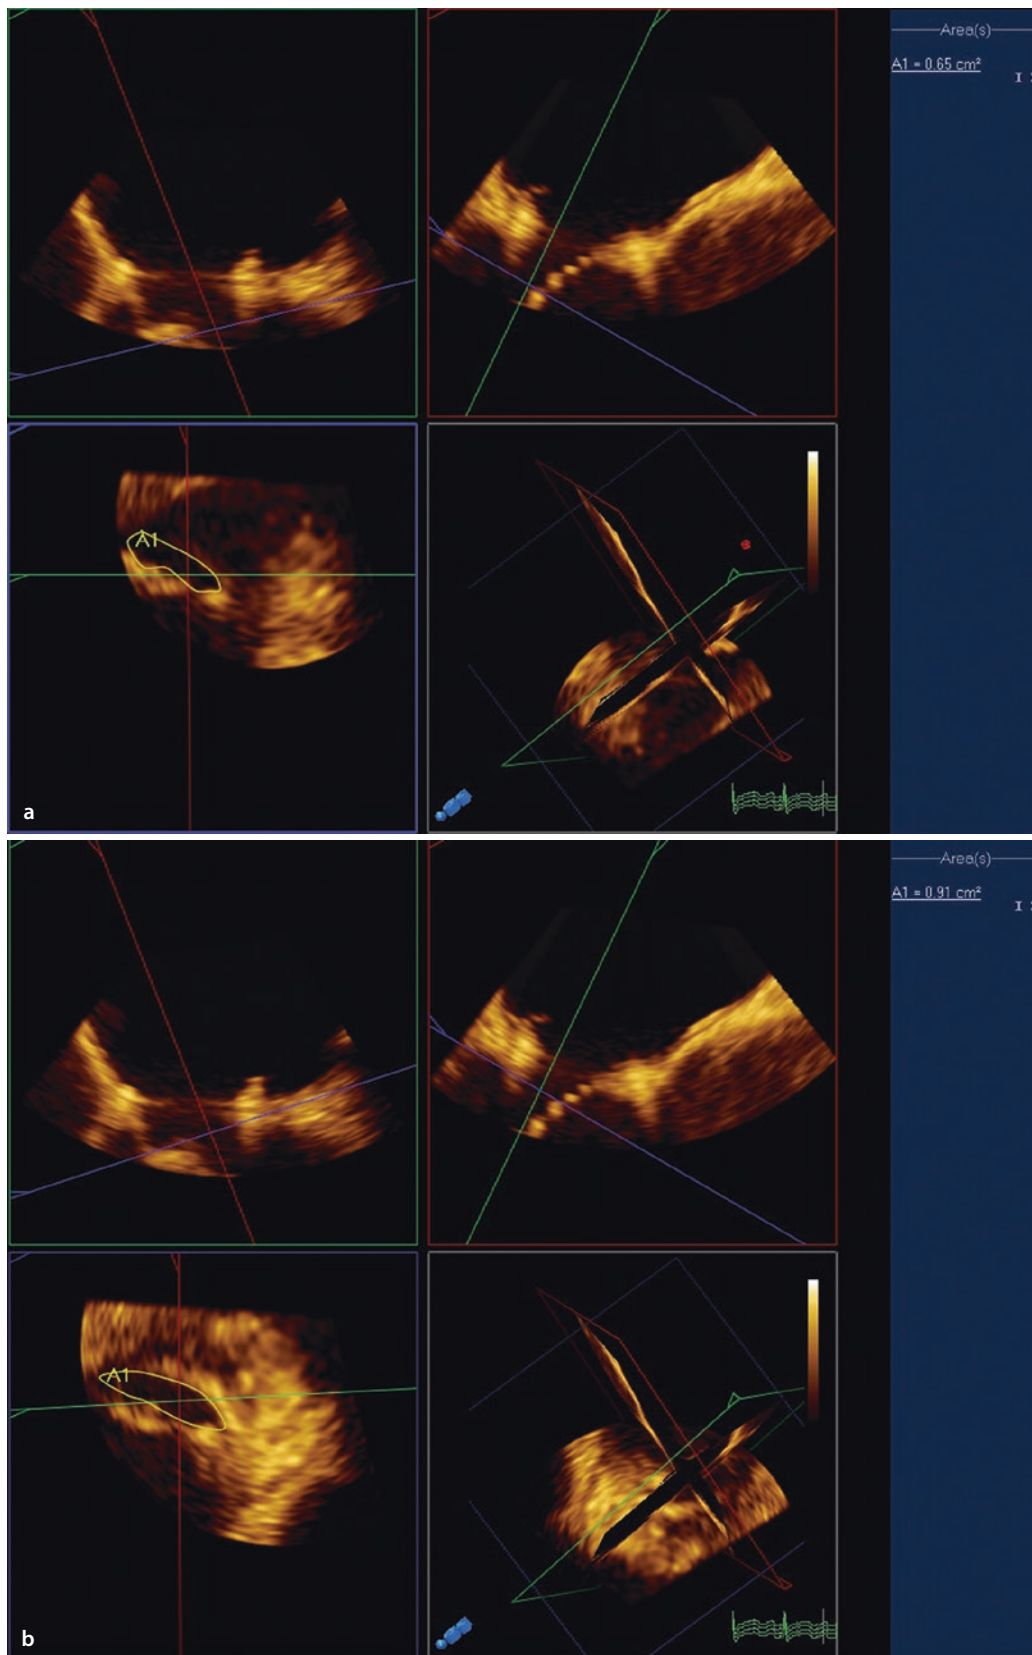 Area(s)
A1 = 0.65 cm²
I
A1
a
Area(s)
A1 = 0.91 cm²
I
A1
b